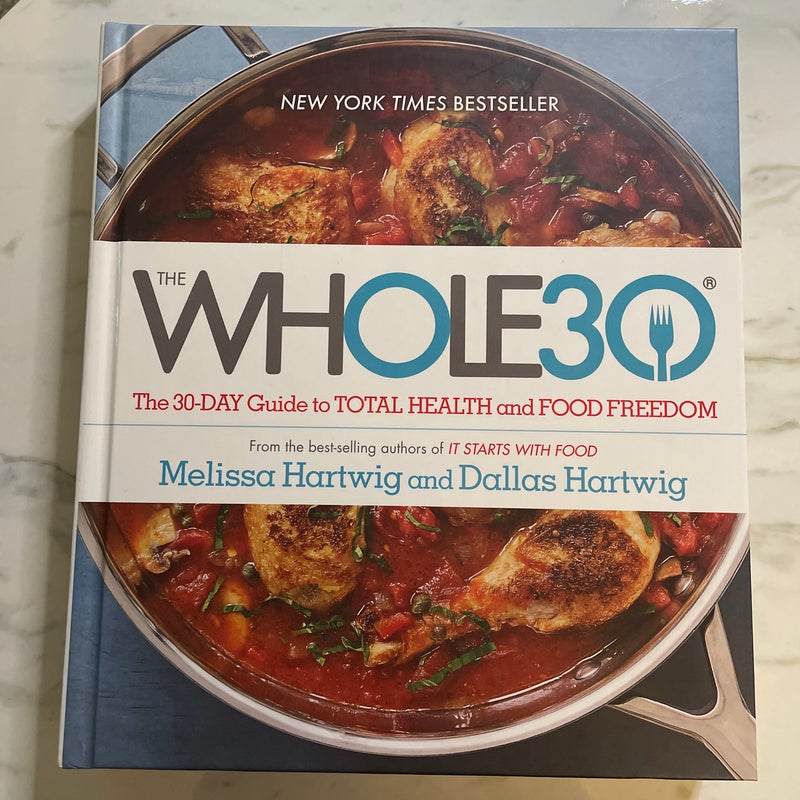 NEW YORK TIMES BESTSELLER
THE
WHOLE30®
The 30-DAY Guide to TOTAL HEALTH and FOOD FREEDOM
From the best-selling authors of IT STARTS WITH FOOD
Melissa Hartwig and Dallas Hartwig